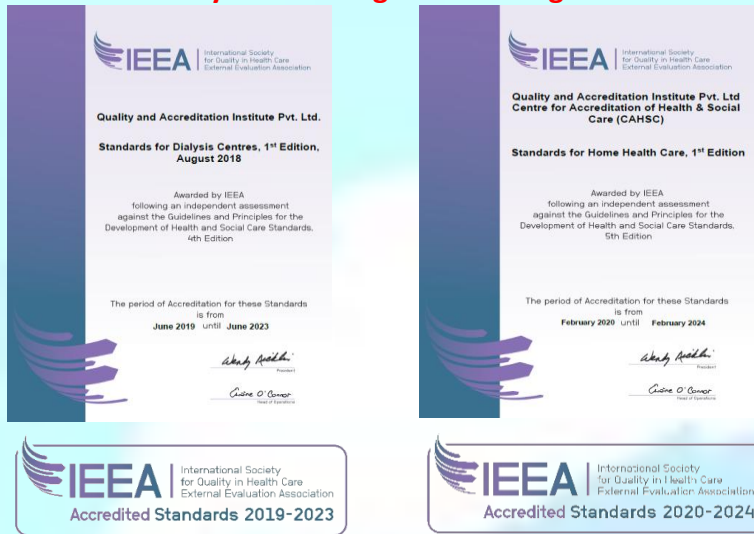 IEEA
International Society
for Quality in Health Care
External Evaluation Association
Quality and Accreditation Institute Pvt. Ltd.
Standards for Dialysis Centres, 1st Edition,
August 2018
Awarded by IEEA
following an independent assessment
against the Guidelines and Principles for the
Development of Health and Social Care Standards.
4th Edition
The period of Accreditation for these Standards
is from
June 2019 until June 2023
President
Head of Operations
IEEA
International Society
for Quality in Health Care
External Evaluation Association
Accredited Standards 2019-2023
IEEA
International Society
for Quality in Health Care
External Evaluation Association
Quality and Accreditation Institute Pvt. Ltd
Centre for Accreditation of Health & Social
Care (CAHSC)
Standards for Home Health Care, 1st Edition
Awarded by IEEA
following an independent assessment
against the Guidelines and Principles for the
Development of Health and Social Care Standards.
5th Edition
The period of Accreditation for these Standards
is from
February 2020 until February 2024
President
Head of Operations
IEEA
International Society
for Quality in Health Care
External Evaluation Association
Accredited Standards 2020-2024